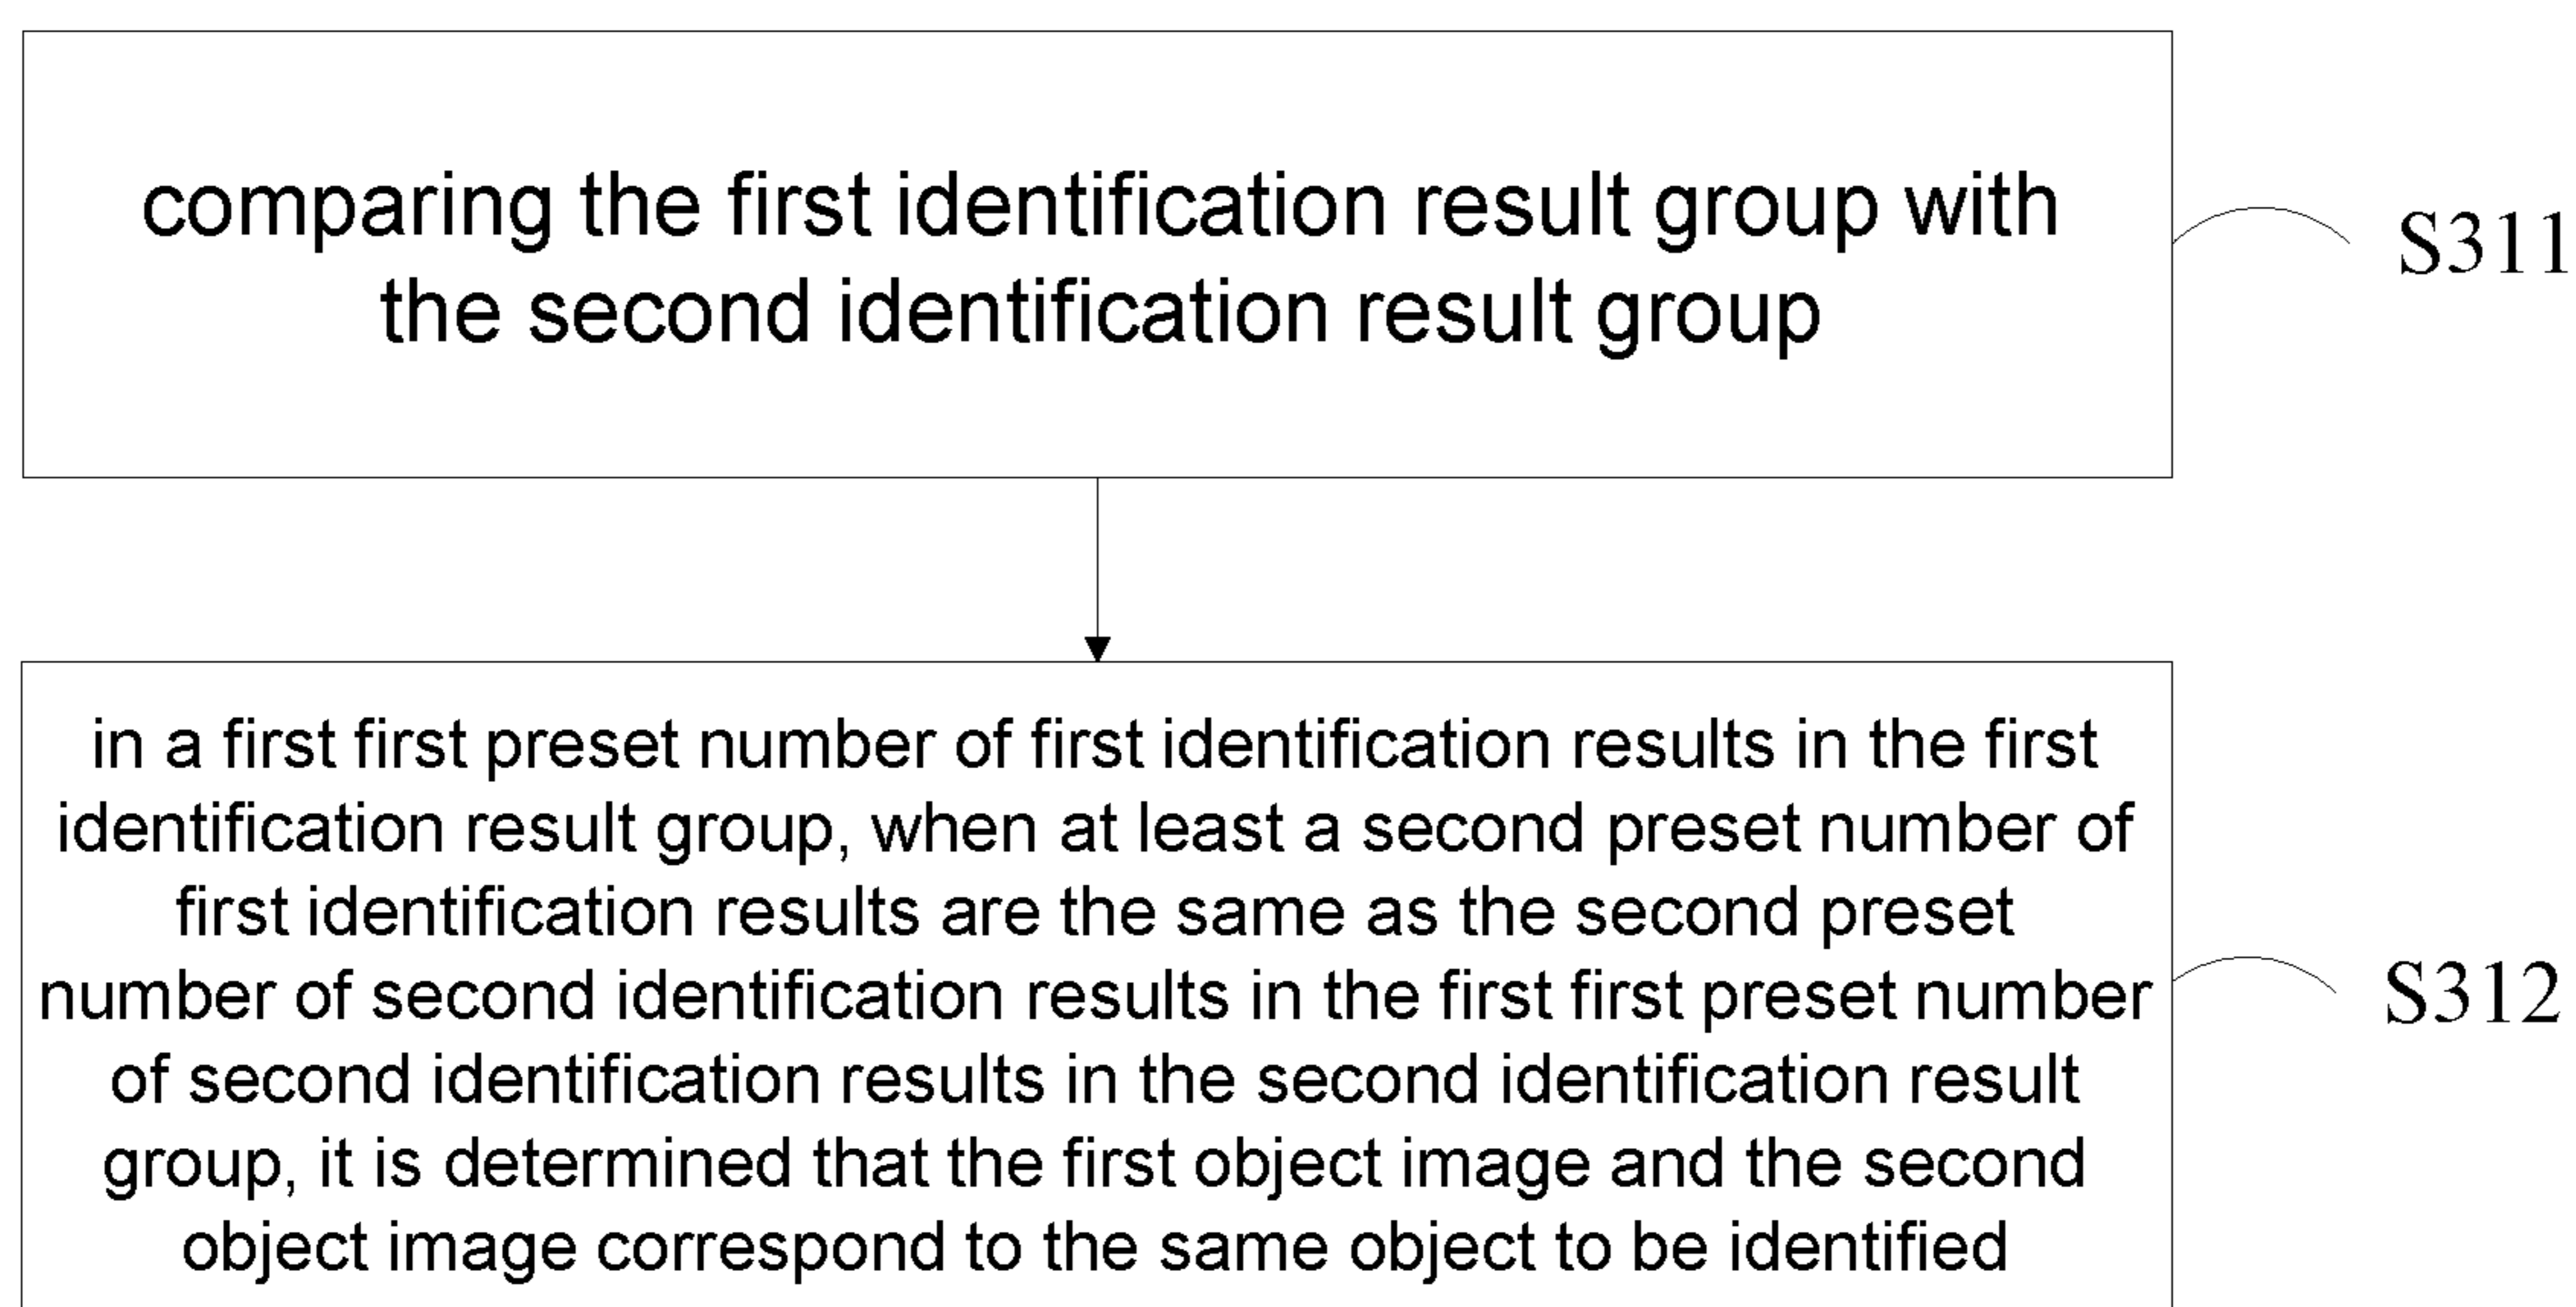 comparing the first identification result group with
the second identification result group
S311
in a first first preset number of first identification results in the first
identification result group, when at least a second preset number of
first identification results are the same as the second preset
number of second identification results in the first first preset number
of second identification results in the second identification result
group, it is determined that the first object image and the second
object image correspond to the same object to be identified
S312